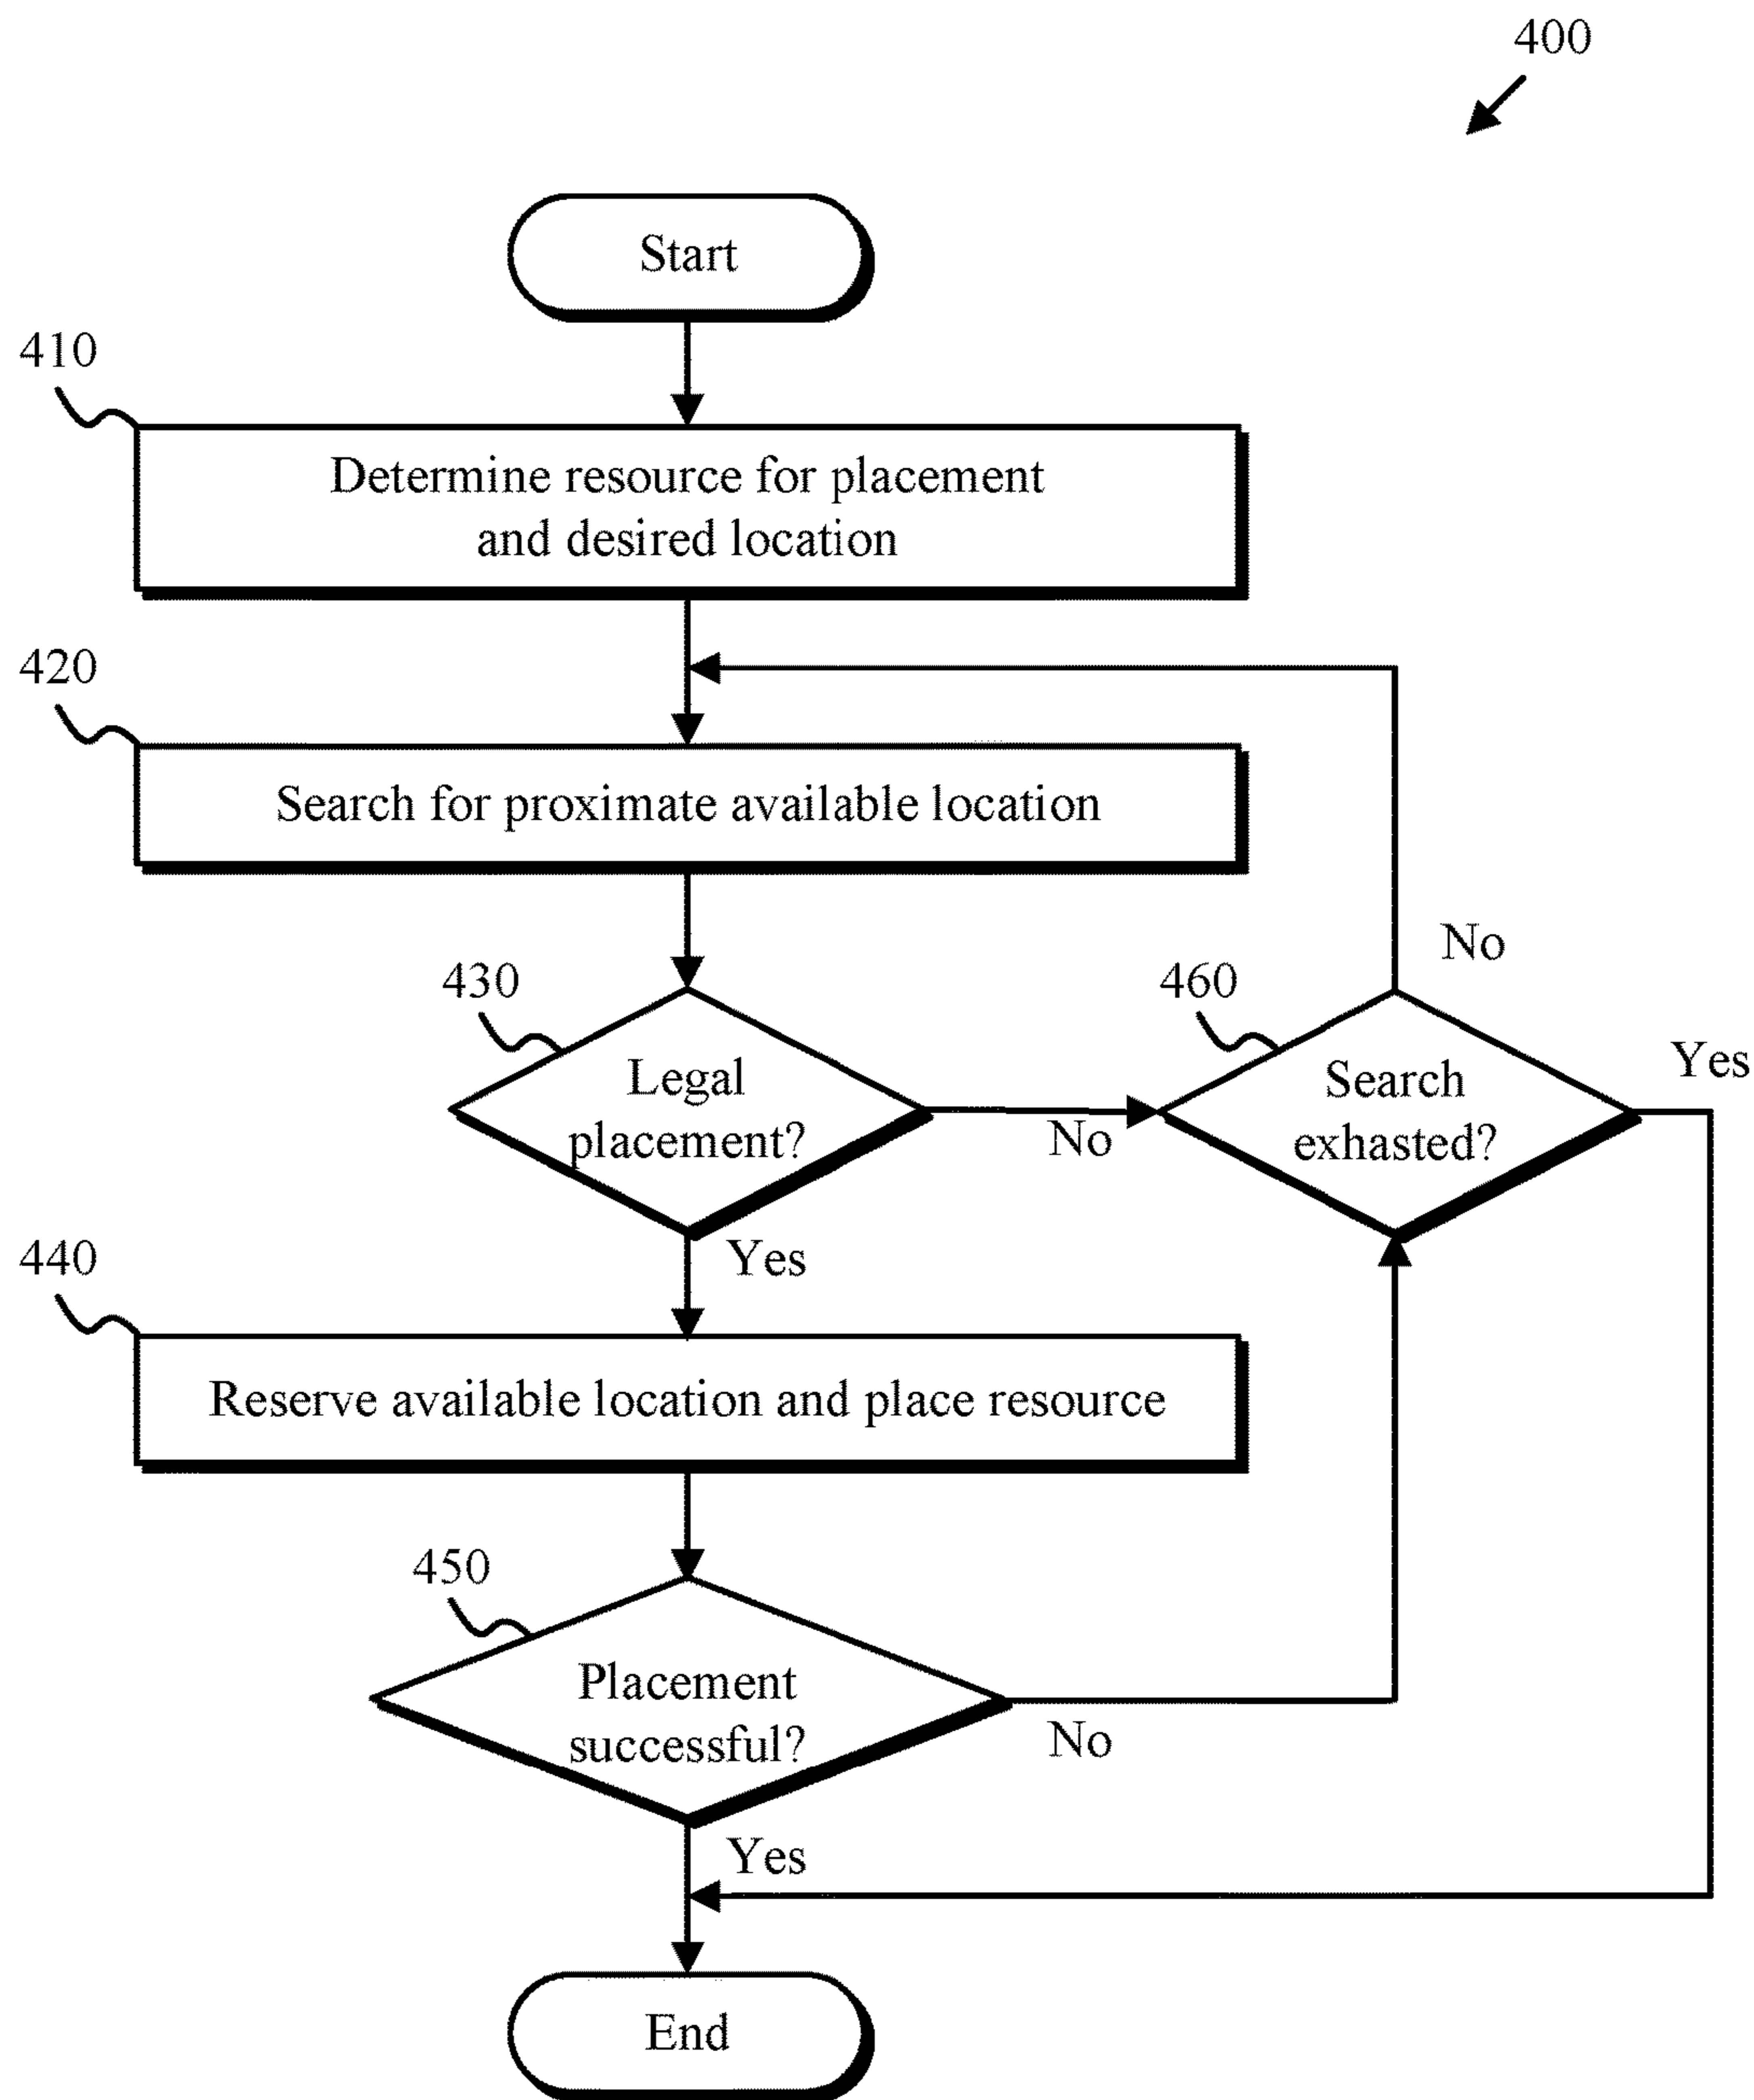 400
Start
410
Determine resource for placement
and desired location
420
Search for proximate available location
No
430
460
Yes
Legal
placement?
No
Search
exhasted?
Yes
440
Reserve available location and place resource
450
Placement
successful?
No
Yes
End